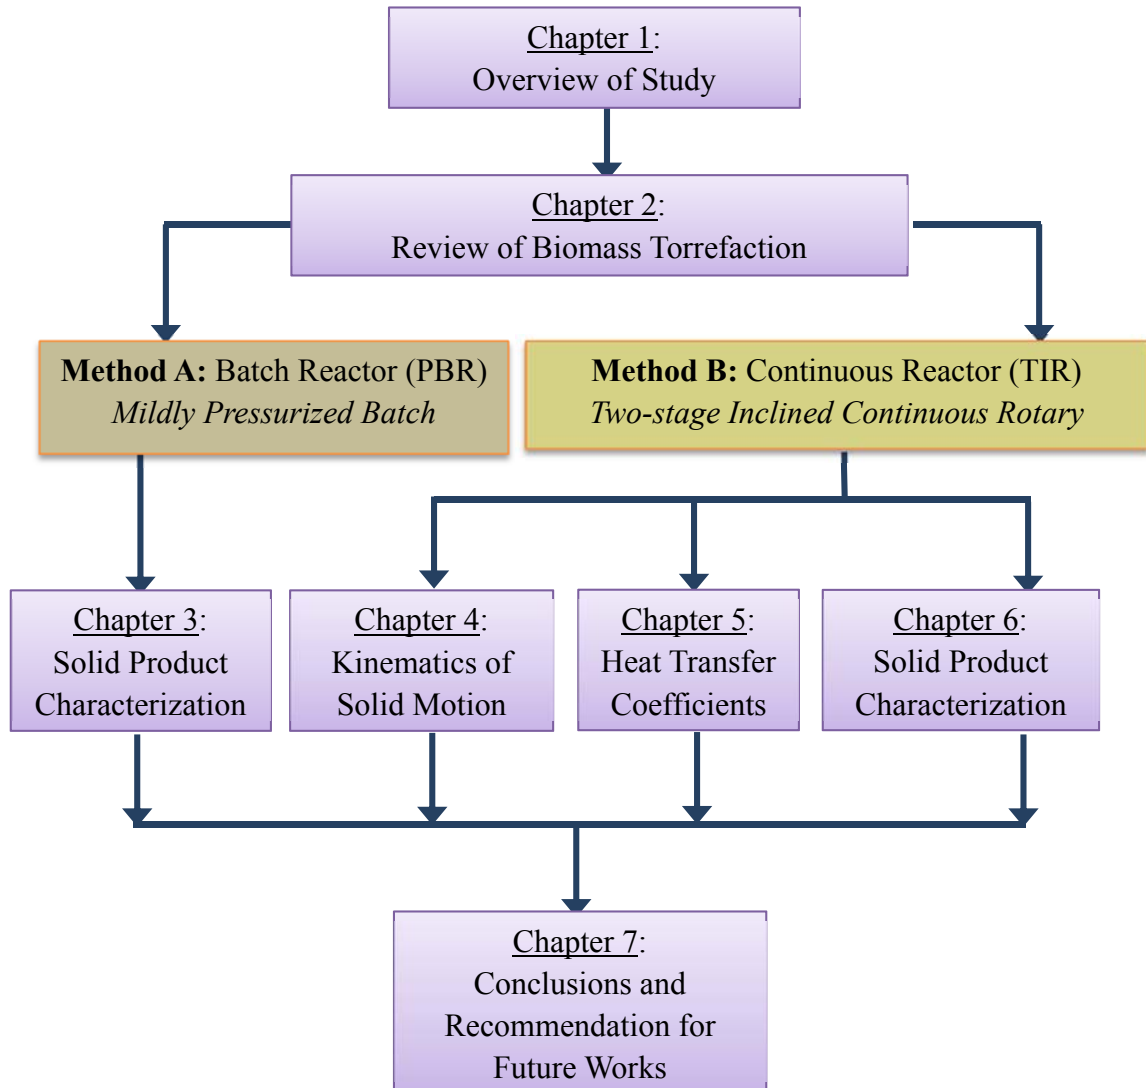 Chapter 1:
Overview of Study
Chapter 2:
Review of Biomass Torrefaction
Method A: Batch Reactor (PBR)
Mildly Pressurized Batch
Method B: Continuous Reactor (TIR)
Two-stage Inclined Continuous Rotary
Chapter 3:
Solid Product
Characterization
Chapter 4:
Kinematics of
Solid Motion
Chapter 5:
Heat Transfer
Coefficients
Chapter 6:
Solid Product
Characterization
Chapter 7:
Conclusions and
Recommendation for
Future Works